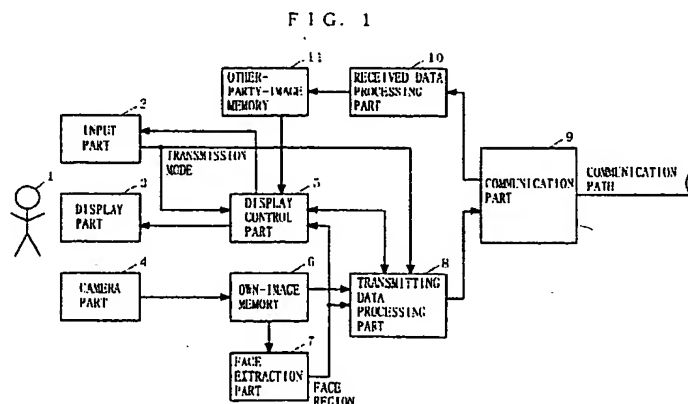 FIG. 1
11
10
OTHER-
PARTY-IMAGE
MEMORY
RECEIVED DATA
PROCESSING
PART
2
INPUT
PART
TRANSMISSION
MODE
9
COMMUNICATION
PART
COMMUNICATION
PATH
1
3
DISPLAY
PART
5
DISPLAY
CONTROL
PART
4
CAMERA
PART
6
OWN-IMAGE
MEMORY
8
TRANSMITTING
DATA
PROCESSING
PART
7
FACE
EXTRACTION
PART
FACE
REGION